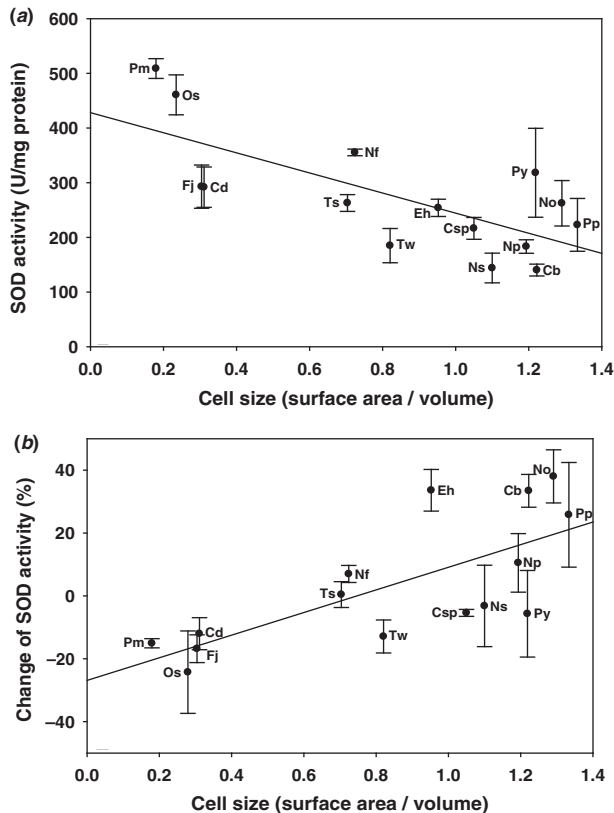 (a)
600
500
400
300
200
100
0
SOD activity (U/mg protein)
Pm
Os
Fj
Cd
Nf
Ts
Tw
Eh
Csp
Ns
Py
Np
Cb
No
Pp
0.0 0.2 0.4 0.6 0.8 1.0 1.2 1.4
Cell size (surface area / volume)
(b)
40
20
0
−20
−40
Change of SOD activity (%)
Pm
Os
Cd
Fj
Ts
Nf
Tw
Eh
Csp
Ns
Cb
Np
Py
No
Pp
0.0 0.2 0.4 0.6 0.8 1.0 1.2 1.4
Cell size (surface area / volume)